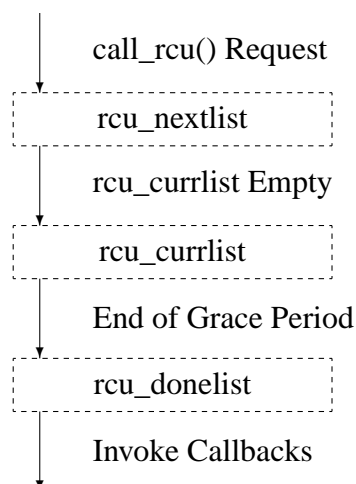 call_rcu() Request
rcu_nextlist
rcu_currlist Empty
rcu_currlist
End of Grace Period
rcu_donelist
Invoke Callbacks